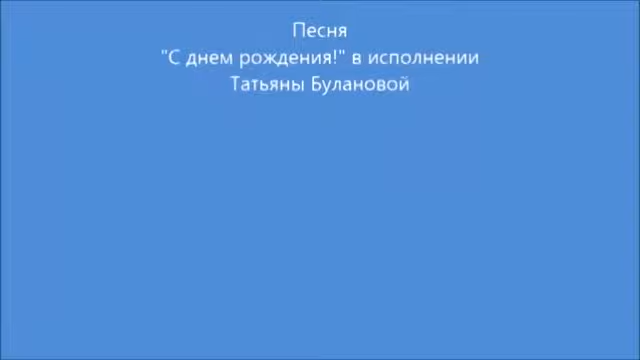 Песня
"С днем рождения!" в исполнении
Татьяны Булановой